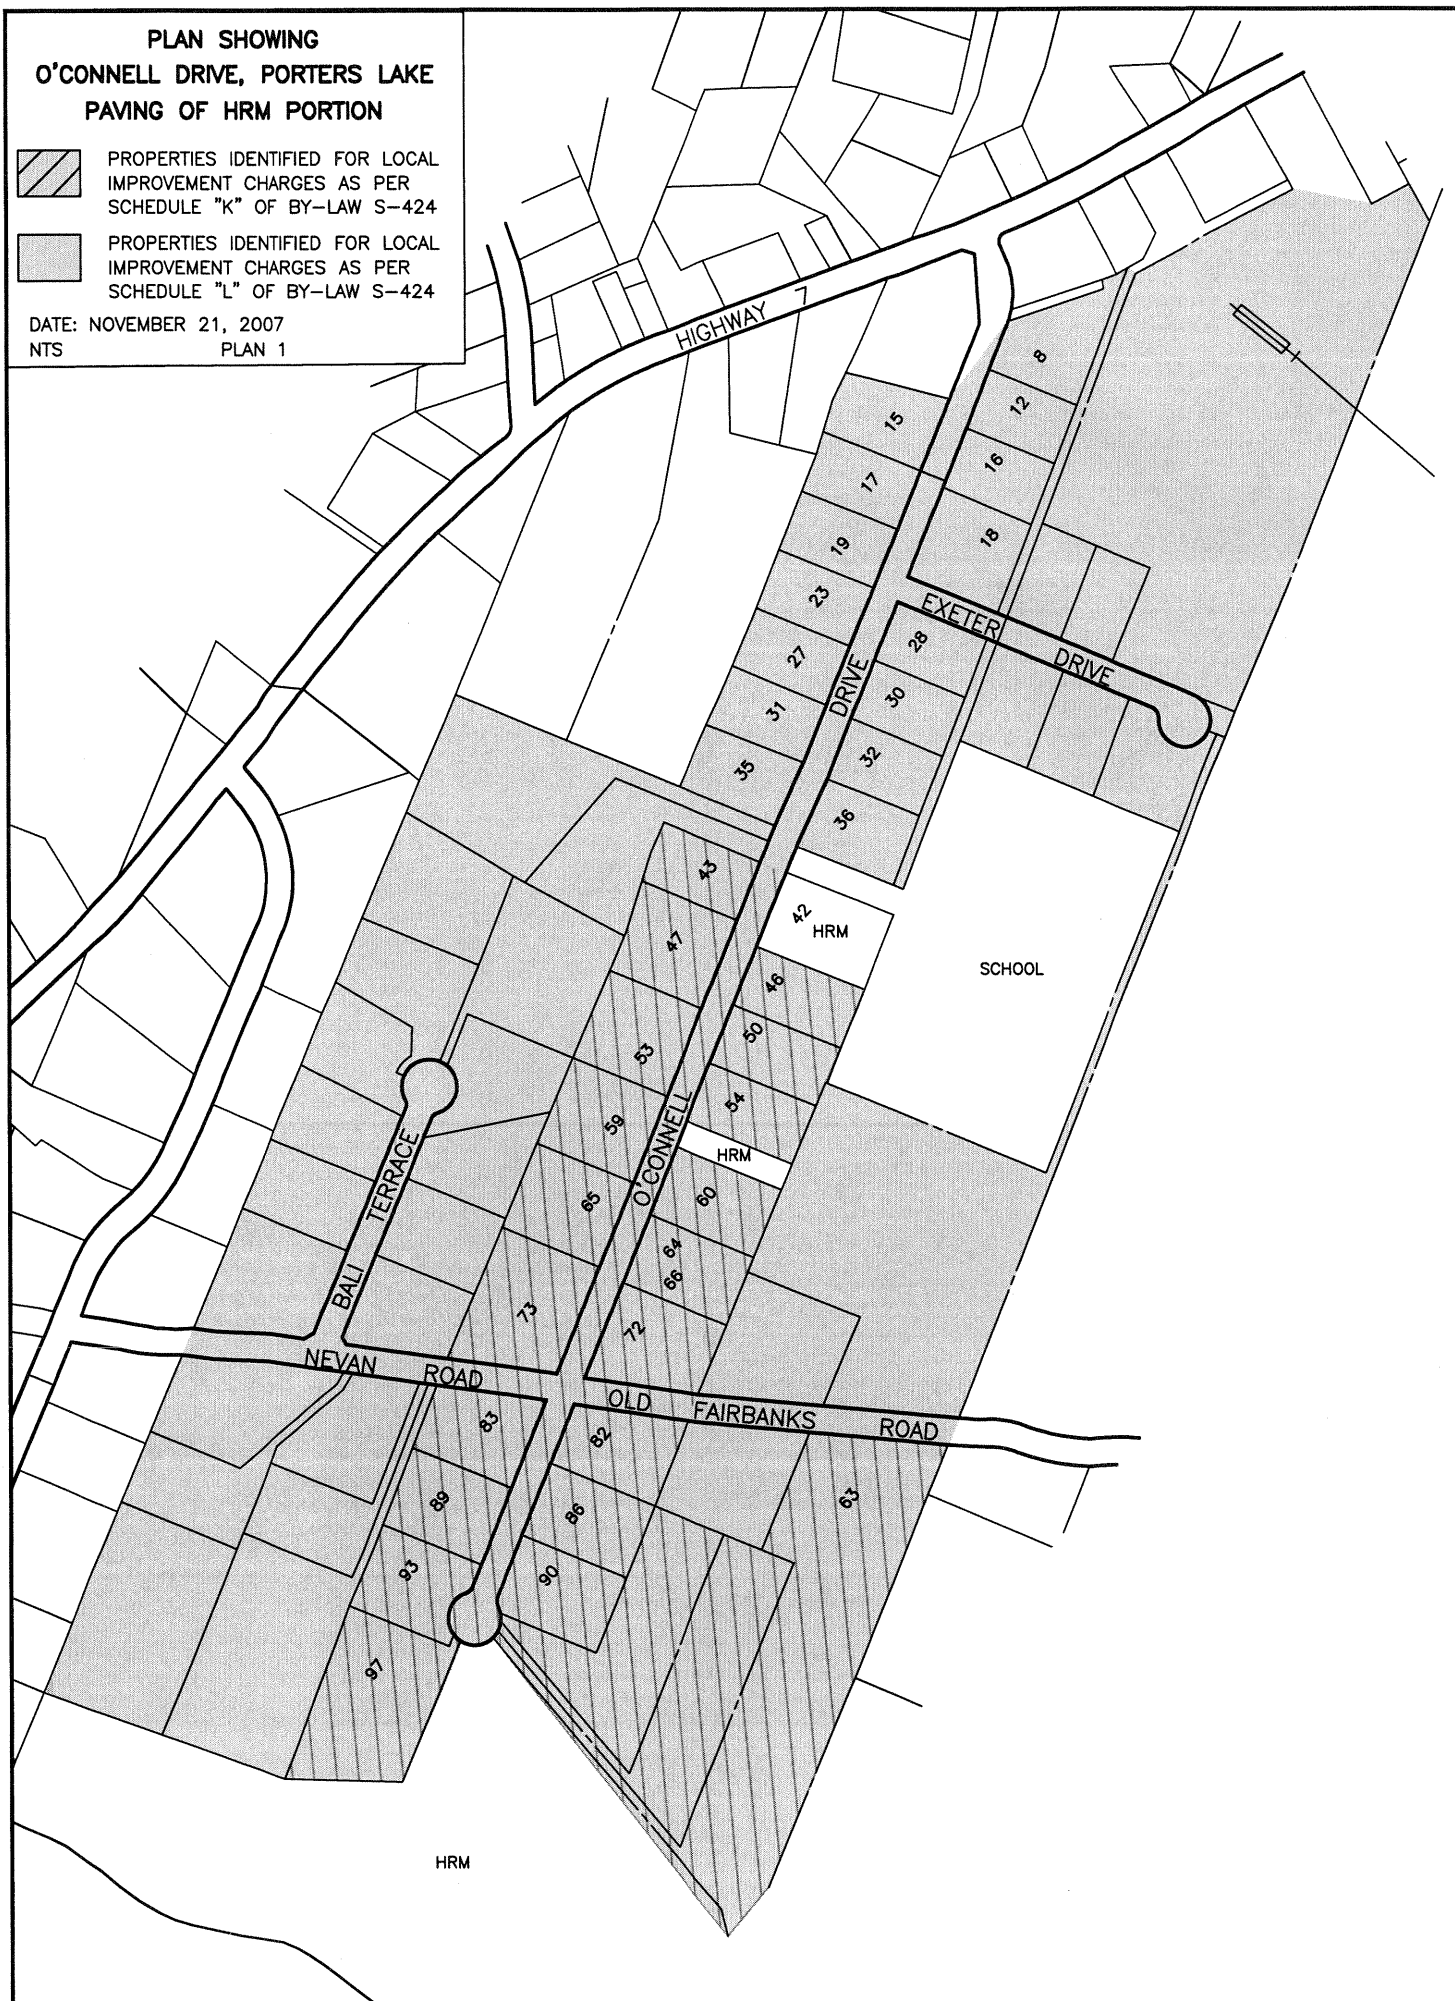 PLAN SHOWING
O'CONNELL DRIVE, PORTERS LAKE
PAVING OF HRM PORTION
PROPERTIES IDENTIFIED FOR LOCAL
IMPROVEMENT CHARGES AS PER
SCHEDULE "K" OF BY-LAW S-424
PROPERTIES IDENTIFIED FOR LOCAL
IMPROVEMENT CHARGES AS PER
SCHEDULE "L" OF BY-LAW S-424
DATE: NOVEMBER 21, 2007
NTS PLAN 1
HIGHWAY 7
8
12
15
16
17
18
19
23
EXETER DRIVE
28
27
30
31
32
35
36
O'CONNELL DRIVE
43
42
HRM
47
46
SCHOOL
50
53
54
59
HRM
65
60
64
66
73
72
BALI TERRACE
NEVAN ROAD
OLD FAIRBANKS ROAD
83
82
63
89
86
93
90
97
HRM